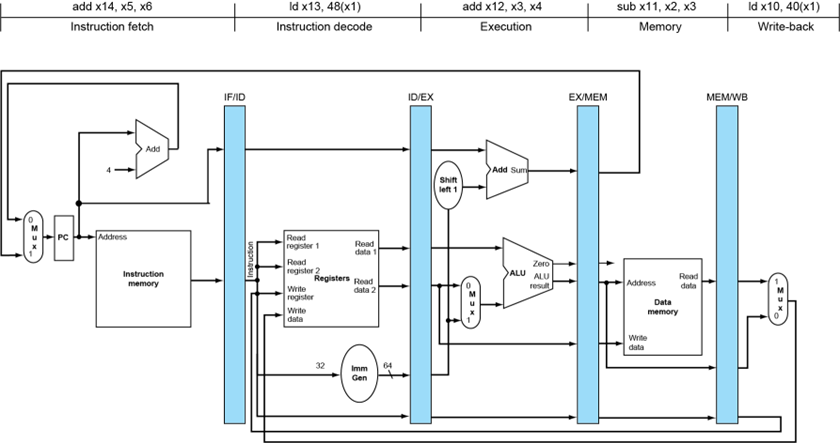 add x14, x5, x6
ld x13, 48(x1)
add x12, x3, x4
sub x11, x2, x3
ld x10, 40(x1)
Instruction fetch
Instruction decode
Execution
Memory
Write-back
IF/ID
ID/EX
EX/MEM
MEM/WB
Add
4
Shift
left 1
Add Sum
0
M
u
x
1
PC
Address
Instruction
memory
Instruction
Read
register 1
Read
register 2
Registers
Write
register
Write
data
Read
data 1
Read
data 2
0
M
u
x
1
ALU
Zero
ALU
result
Address
Read
data
Data
memory
Write
data
1
M
u
x
0
32
Imm
Gen
64